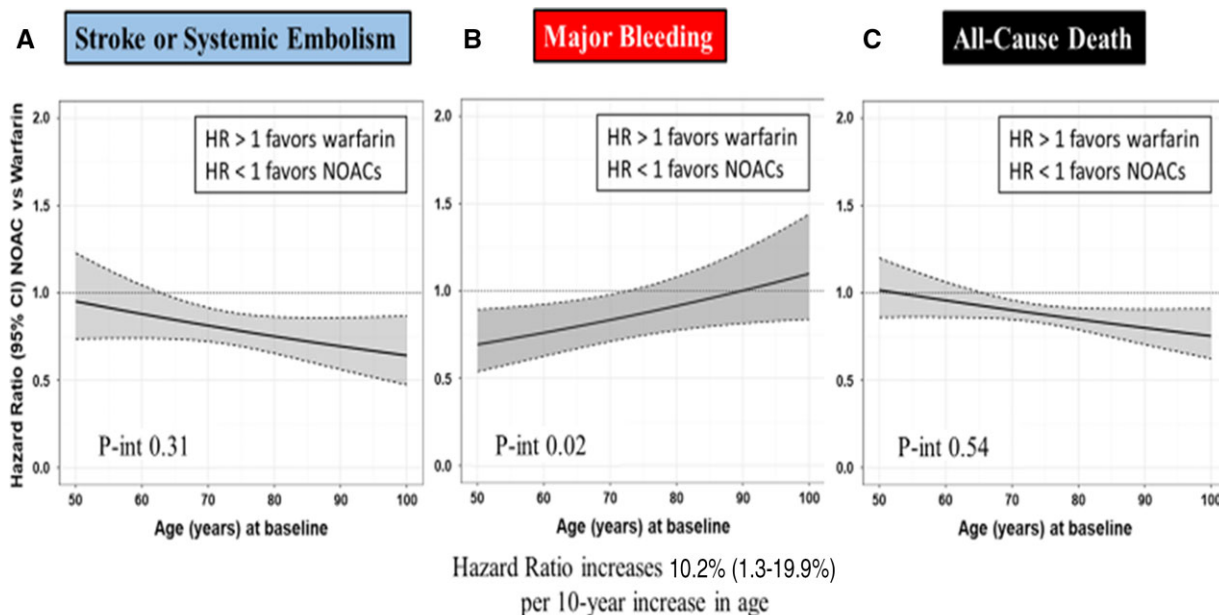 A
Stroke or Systemic Embolism
B
Major Bleeding
C
All-Cause Death
Hazard Ratio (95% CI) NOAC vs Warfarin
2.0
1.5
1.0
0.5
0.0
HR > 1 favors warfarin
HR < 1 favors NOACs
P-int 0.31
50 60 70 80 90 100
Age (years) at baseline
2.0
1.5
1.0
0.5
0.0
HR > 1 favors warfarin
HR < 1 favors NOACs
P-int 0.02
50 60 70 80 90 100
Age (years) at baseline
2.0
1.5
1.0
0.5
0.0
HR > 1 favors warfarin
HR < 1 favors NOACs
P-int 0.54
50 60 70 80 90 100
Age (years) at baseline
Hazard Ratio increases 10.2% (1.3-19.9%)
per 10-year increase in age